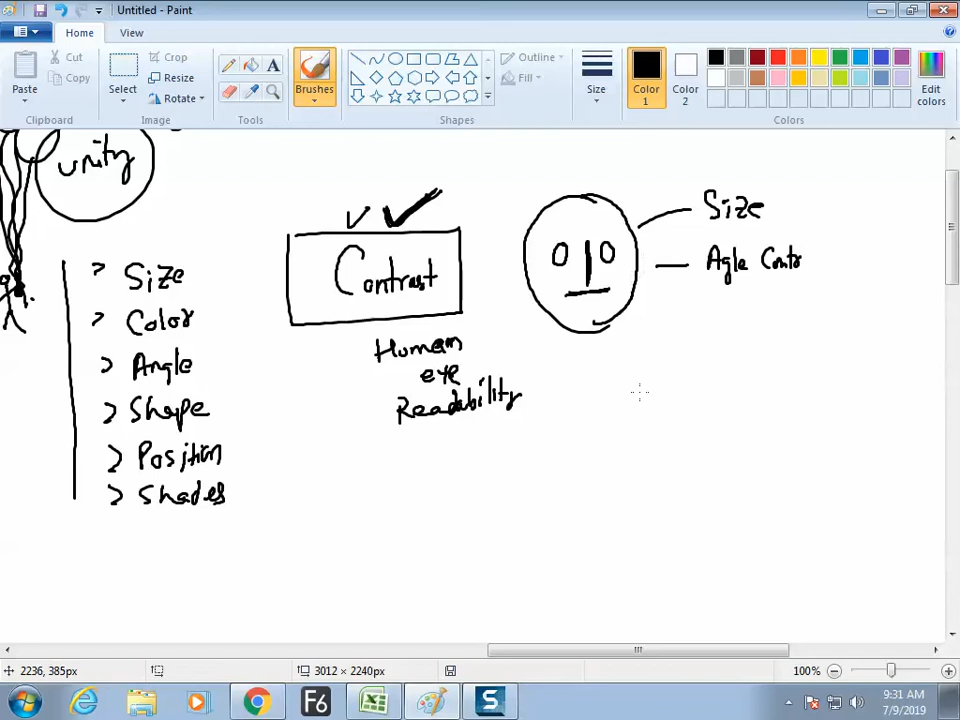 Untitled - Paint
Home
View
Paste
Cut
Copy
Clipboard
Select
Crop
Resize
Rotate
Image
Tools
Brushes
Shapes
Outline
Fill
Size
Color 1
Color 2
Edit colors
Colors
unity
Size
Color
Angle
Shape
Position
Shades
Contrast
Human
eye
Readability
Size
Agle Contr
2236, 385px
3012 × 2240px
100%
F6
S
9:31 AM
7/9/2019